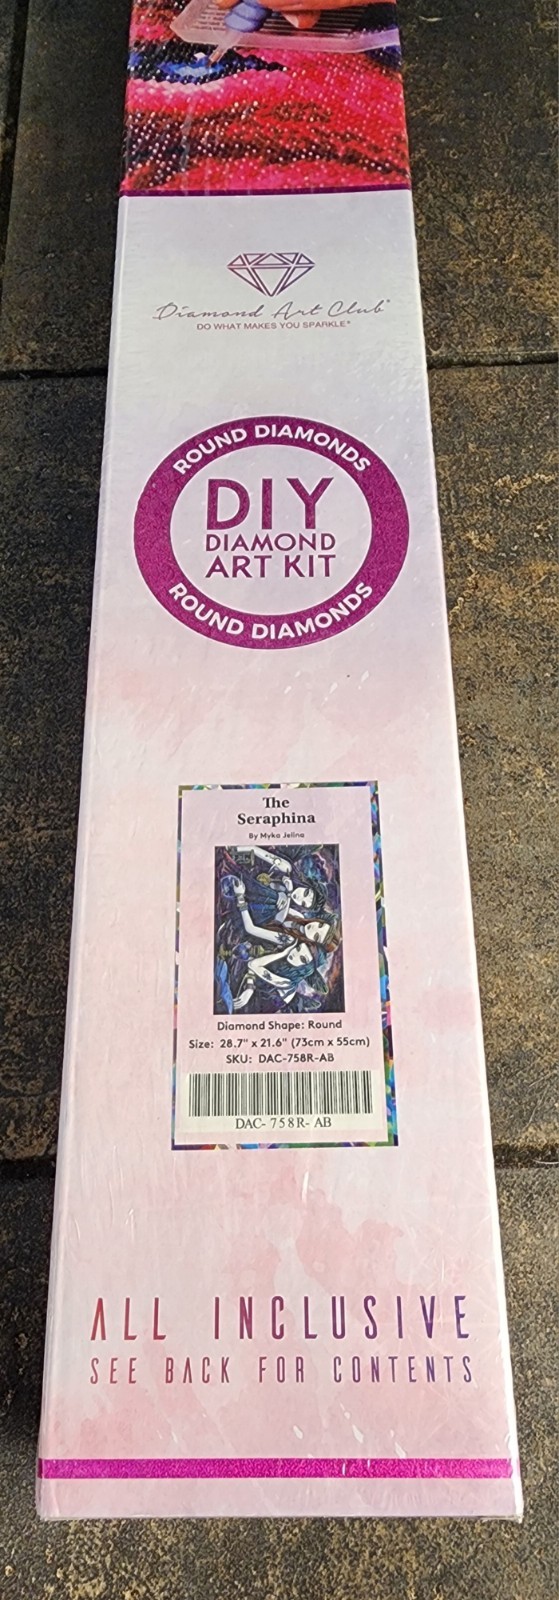 Diamond Art Club®
DO WHAT MAKES YOU SPARKLE®
ROUND DIAMONDS
DIY
DIAMOND
ART KIT
ROUND DIAMONDS
The
Seraphina
By Myka Jelina
Diamond Shape: Round
Size: 28.7" x 21.6" (73cm x 55cm)
SKU: DAC-758R-AB
DAC- 758R- AB
ALL INCLUSIVE
SEE BACK FOR CONTENTS